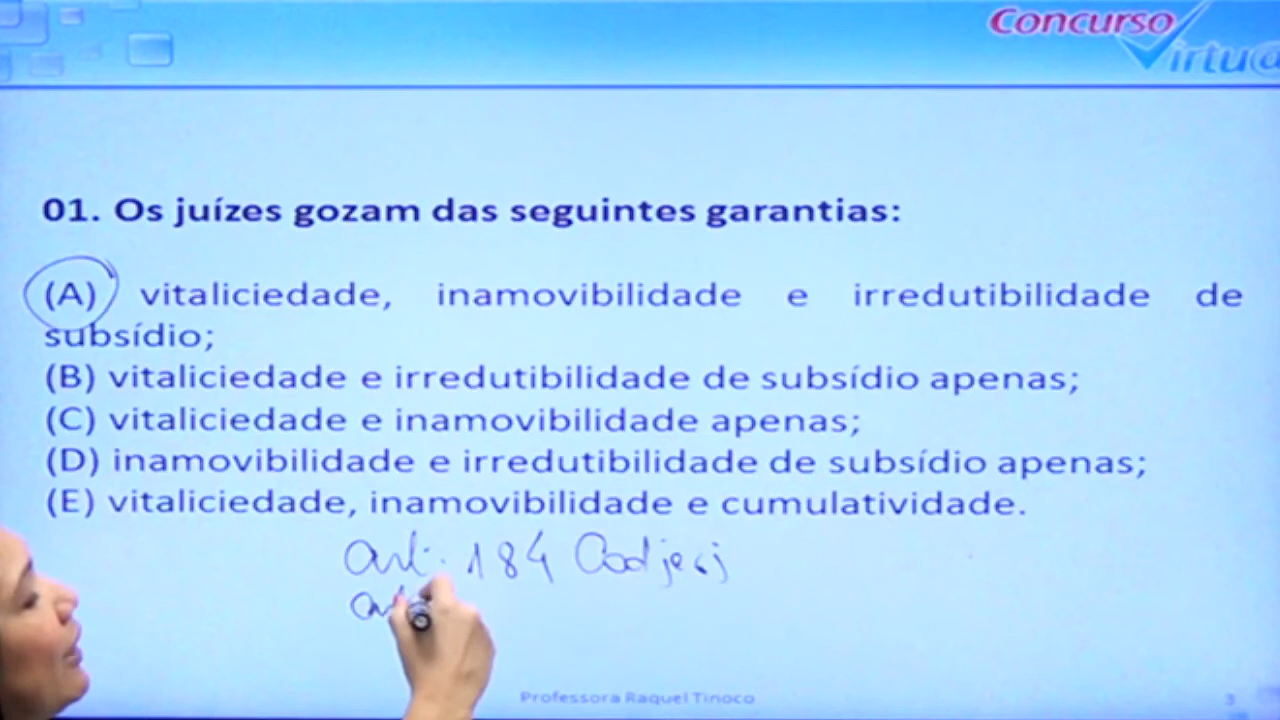 Concurso
Virtu@
01. Os juízes gozam das seguintes garantias:
(A) vitaliciedade, inamovibilidade e irredutibilidade de
subsídio;
(B) vitaliciedade e irredutibilidade de subsídio apenas;
(C) vitaliciedade e inamovibilidade apenas;
(D) inamovibilidade e irredutibilidade de subsídio apenas;
(E) vitaliciedade, inamovibilidade e cumulatividade.
art. 184 Codjerj
Professora Raquel Tinoco
3